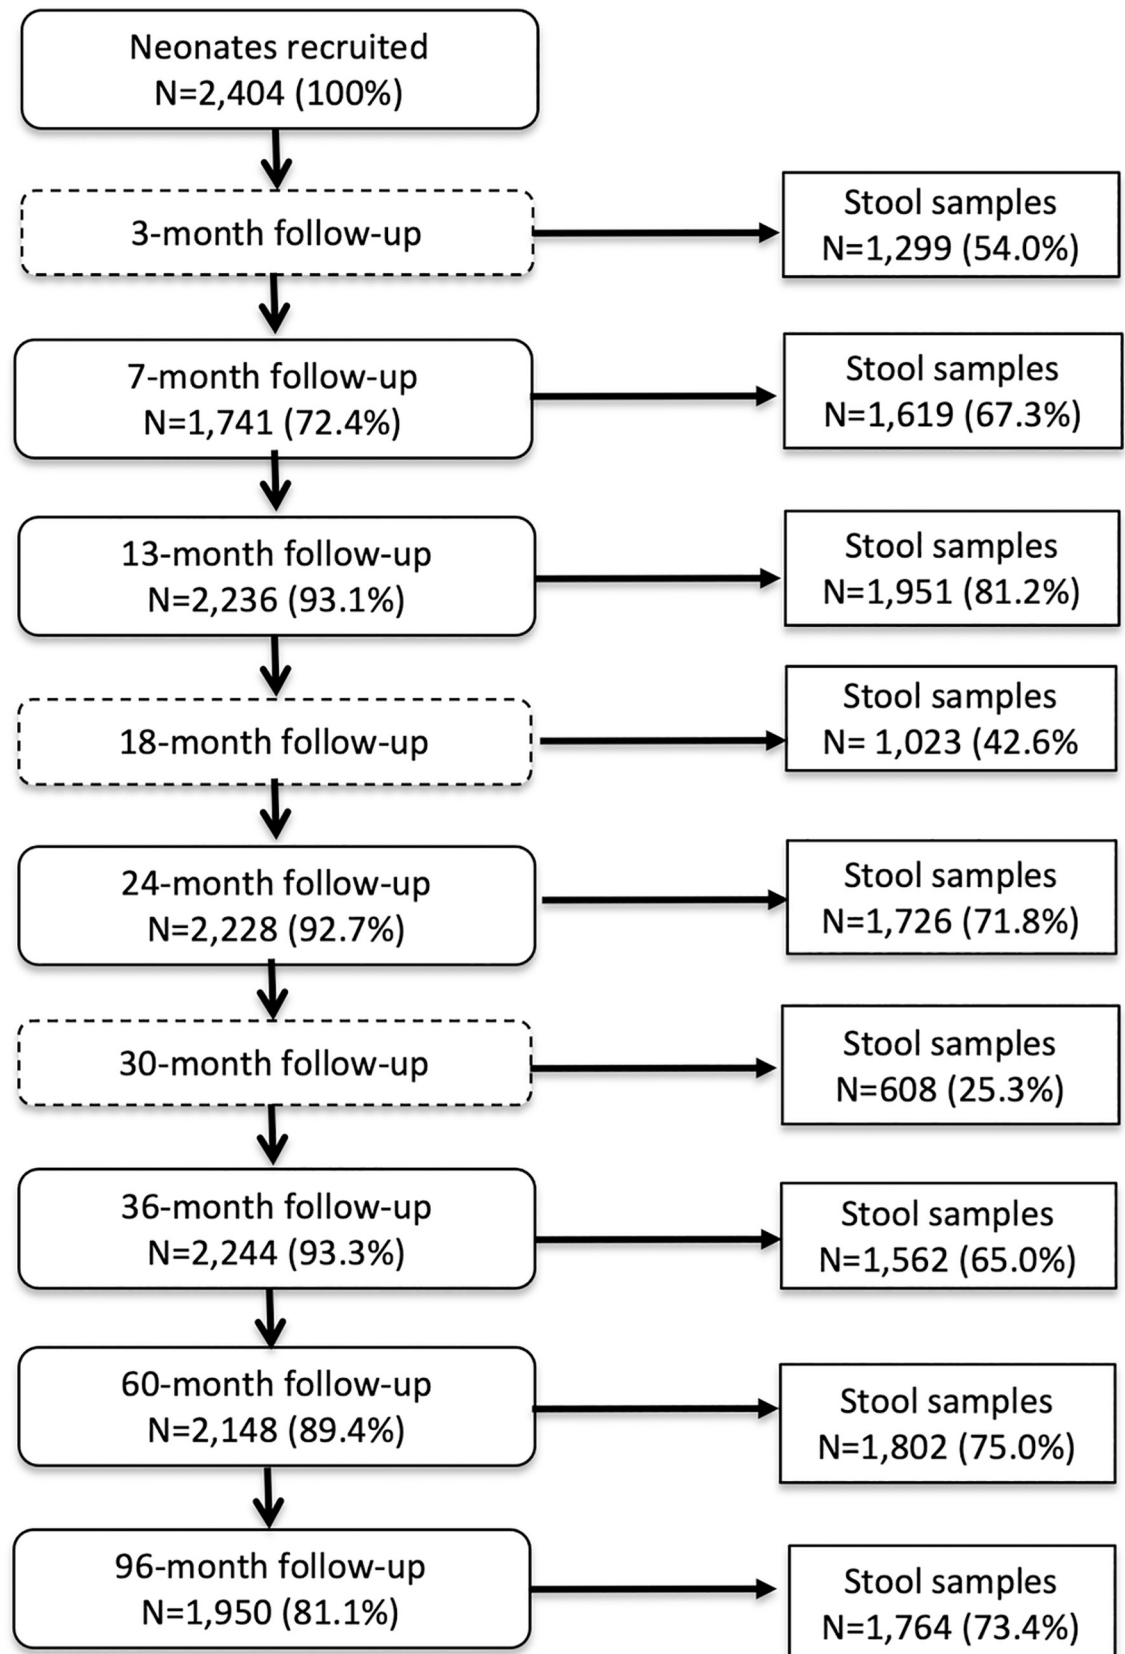 Neonates recruited
N=2,404 (100%)
3-month follow-up
Stool samples
N=1,299 (54.0%)
7-month follow-up
N=1,741 (72.4%)
Stool samples
N=1,619 (67.3%)
13-month follow-up
N=2,236 (93.1%)
Stool samples
N=1,951 (81.2%)
18-month follow-up
Stool samples
N= 1,023 (42.6%
24-month follow-up
N=2,228 (92.7%)
Stool samples
N=1,726 (71.8%)
30-month follow-up
Stool samples
N=608 (25.3%)
36-month follow-up
N=2,244 (93.3%)
Stool samples
N=1,562 (65.0%)
60-month follow-up
N=2,148 (89.4%)
Stool samples
N=1,802 (75.0%)
96-month follow-up
N=1,950 (81.1%)
Stool samples
N=1,764 (73.4%)